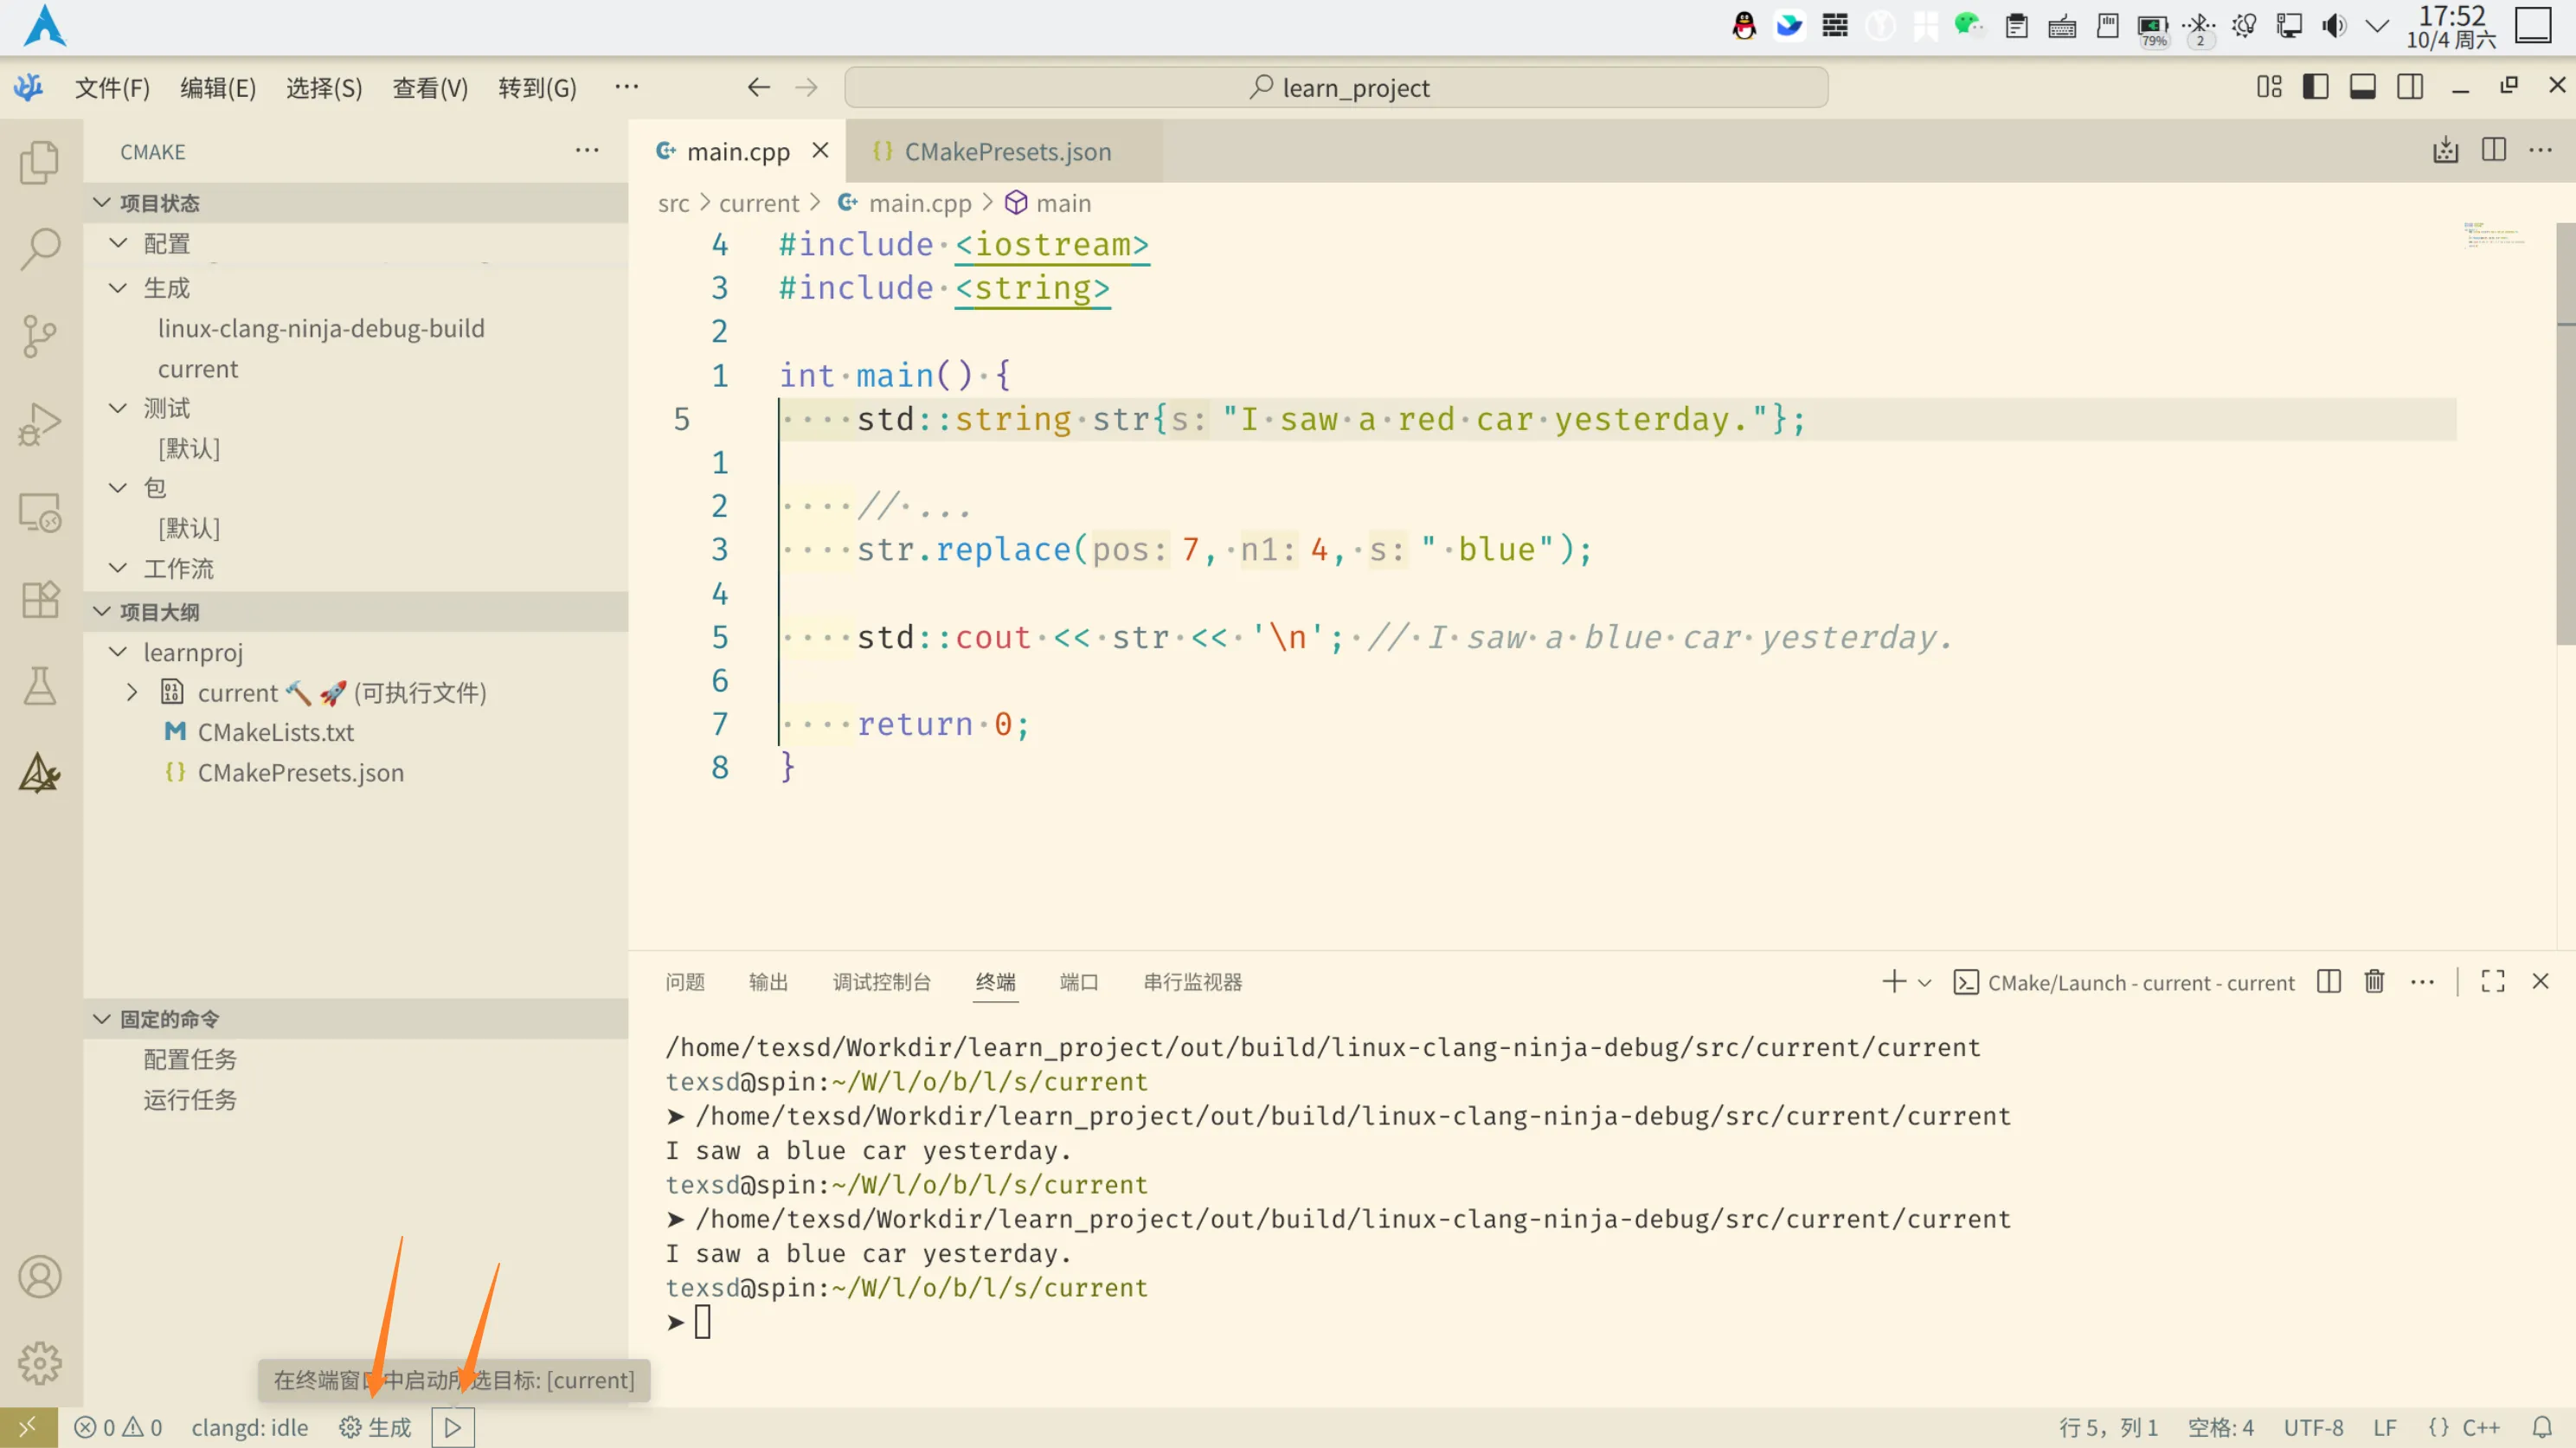 79%
2
17:52
10/4 周六
文件(F) 编辑(E) 选择(S) 查看(V) 转到(G) ···
learn_project
CMAKE
main.cpp
CMakePresets.json
项目状态
配置
生成
linux-clang-ninja-debug-build
current
测试
[默认]
包
[默认]
工作流
项目大纲
learnproj
current 🔨 🚀 (可执行文件)
CMakeLists.txt
CMakePresets.json
固定的命令
配置任务
运行任务
src > current > main.cpp > main
4 #include <iostream>
3 #include <string>
2
1 int main() {
5 std::string str{s: "I saw a red car yesterday."};
1
2 // ...
3 str.replace(pos: 7, n1: 4, s: " blue");
4
5 std::cout << str << '\n'; // I saw a blue car yesterday.
6
7 return 0;
8 }
问题 输出 调试控制台 终端 端口 串行监视器
CMake/Launch - current - current
/home/texsd/Workdir/learn_project/out/build/linux-clang-ninja-debug/src/current/current
texsd@spin:~/W/l/o/b/l/s/current
➤ /home/texsd/Workdir/learn_project/out/build/linux-clang-ninja-debug/src/current/current
I saw a blue car yesterday.
texsd@spin:~/W/l/o/b/l/s/current
➤ /home/texsd/Workdir/learn_project/out/build/linux-clang-ninja-debug/src/current/current
I saw a blue car yesterday.
texsd@spin:~/W/l/o/b/l/s/current
➤
在终端窗口中启动所选目标: [current]
0 0 clangd: idle 生成
行 5，列 1 空格: 4 UTF-8 LF {} C++